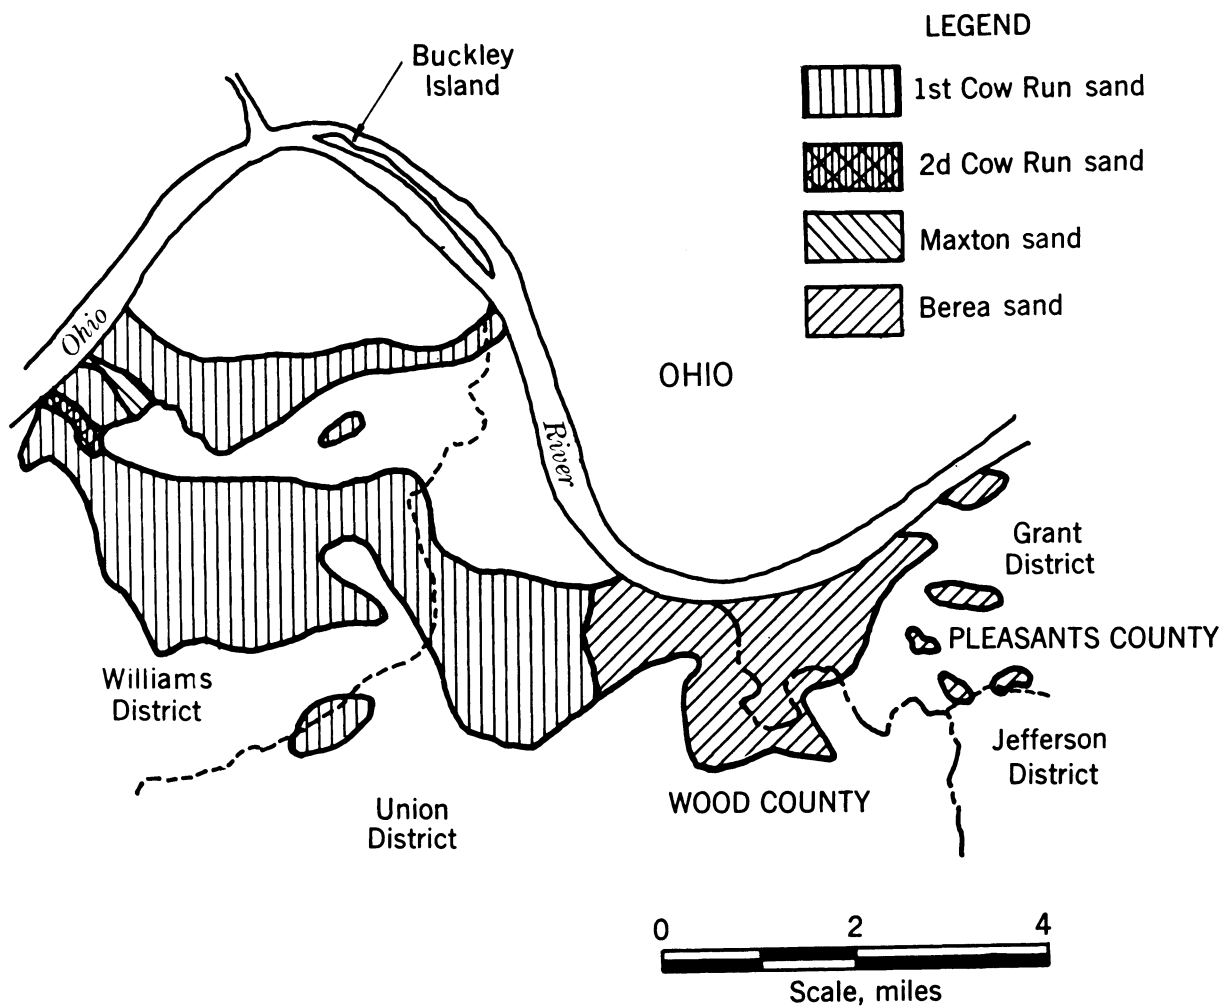 LEGEND
Buckley
Island
1st Cow Run sand
2d Cow Run sand
Maxton sand
Berea sand
Ohio
OHIO
River
Grant
District
PLEASANTS COUNTY
Williams
District
Jefferson
District
WOOD COUNTY
Union
District
0 2 4
Scale, miles